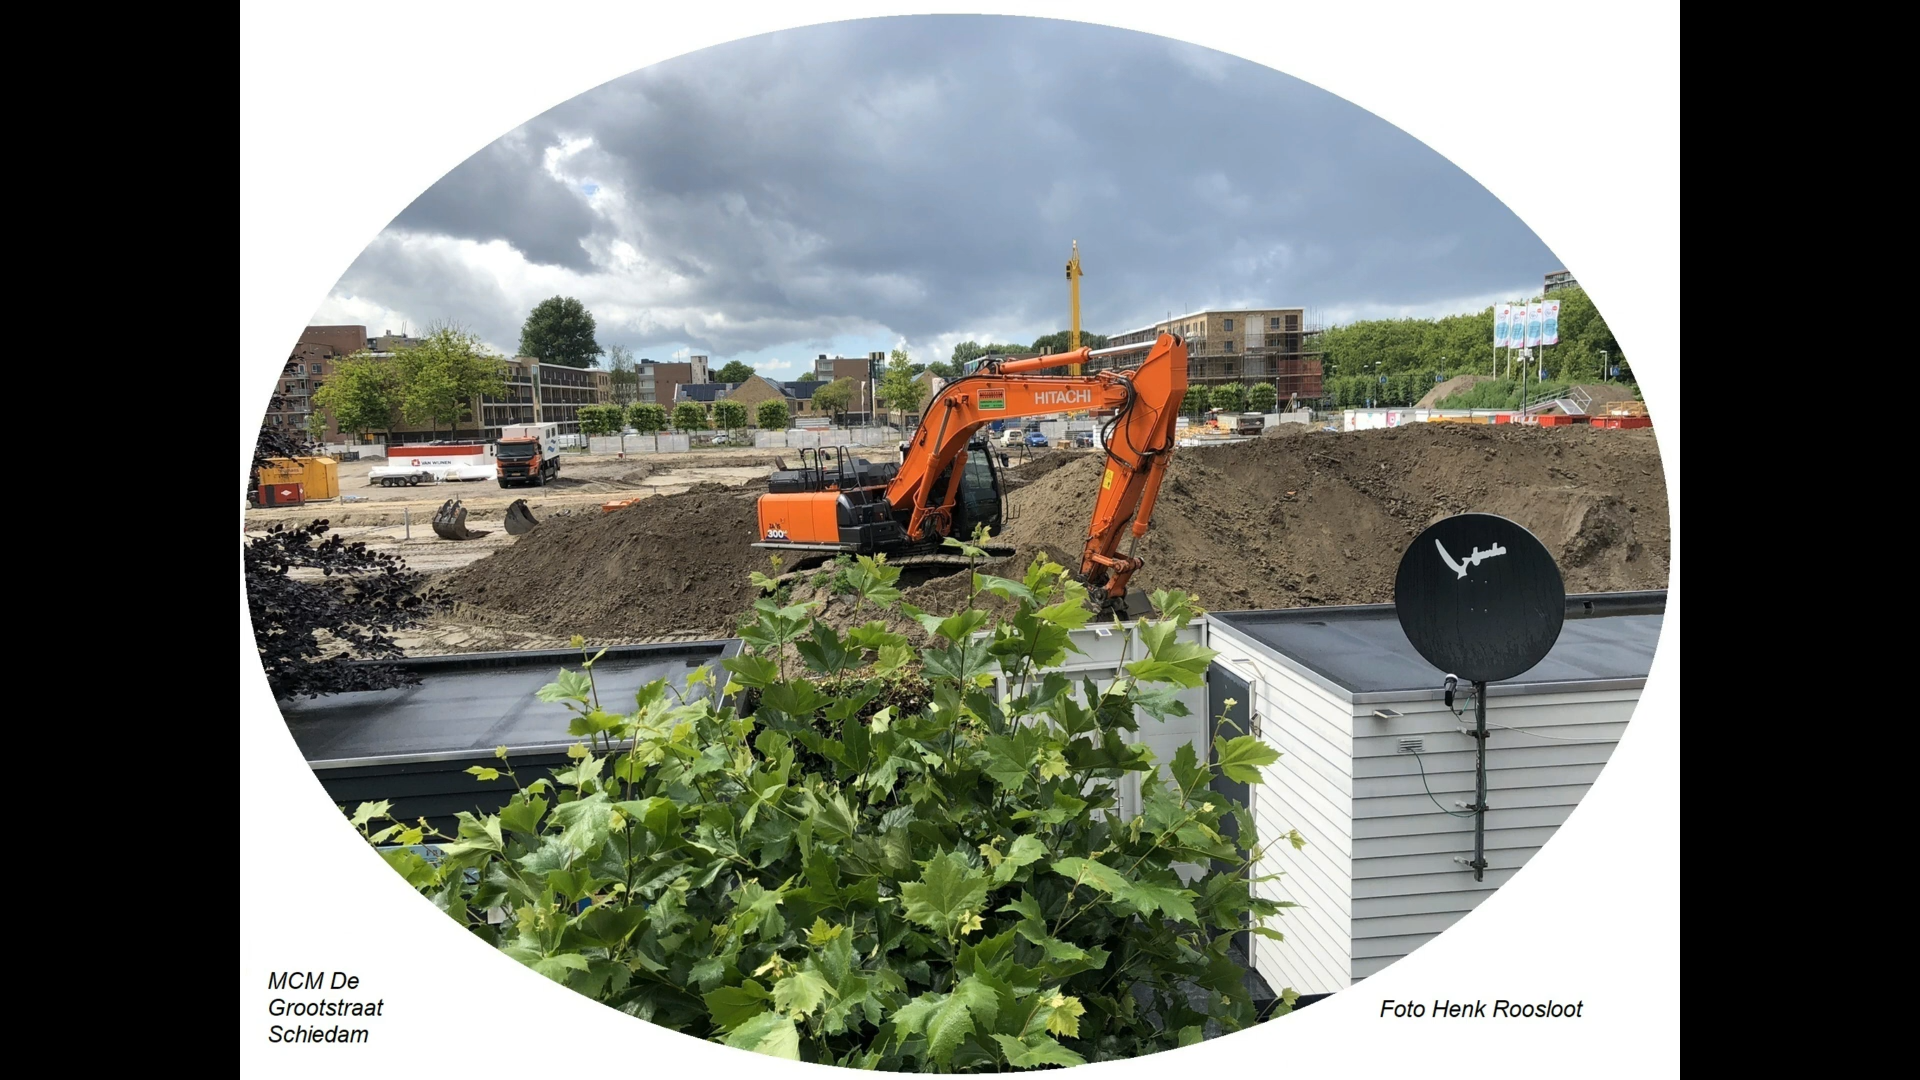 HITACHI
300
VAN WIJNEN
MCM De
Grootstraat
Schiedam
Foto Henk Roosloot